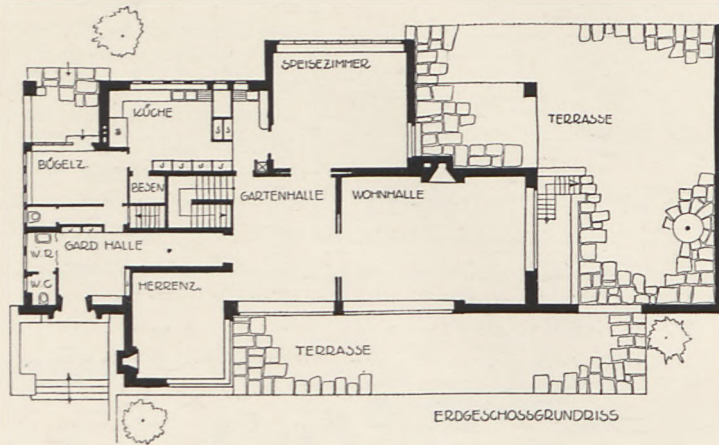 SPEISEZIMMER
KÜCHE
TERRASSE
BÜGELZ.
BESEN
GARTENHALLE
WOHNHALLE
GARD HALLE
W.R.
W.C
HERRENZ.
TERRASSE
ERDGESCHOSSGRUNDRISS